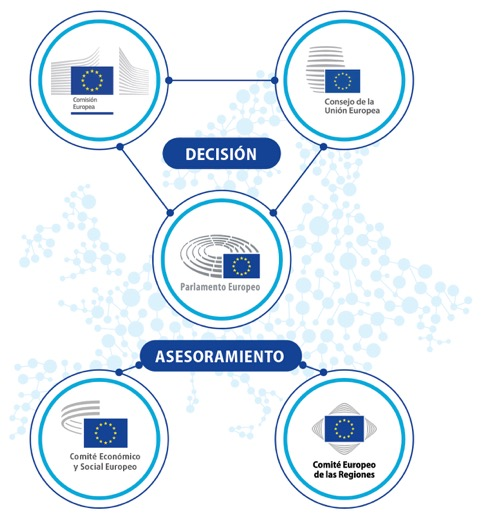 Comisión
Europea
Consejo de la
Unión Europea
DECISIÓN
Parlamento Europeo
ASESORAMIENTO
Comité Económico
y Social Europeo
Comité Europeo
de las Regiones